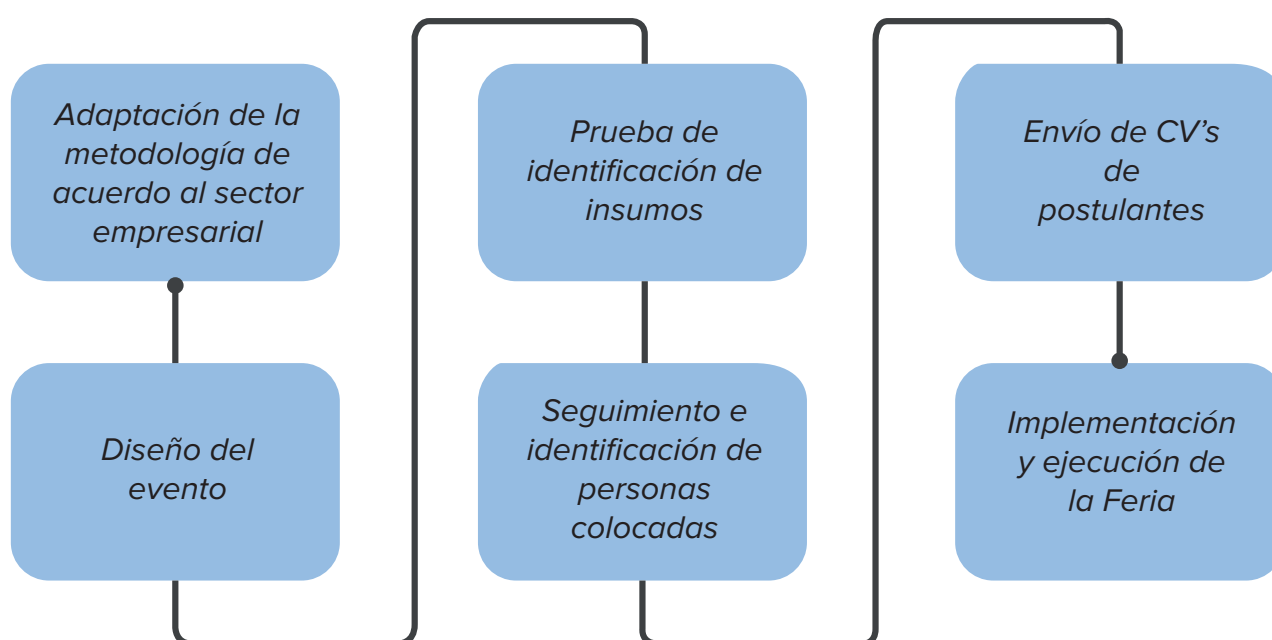 Adaptación de la
metodología de
acuerdo al sector
empresarial
Diseño del
evento
Prueba de
identificación de
insumos
Seguimiento e
identificación de
personas
colocadas
Envío de CV’s
de
postulantes
Implementación
y ejecución de
la Feria